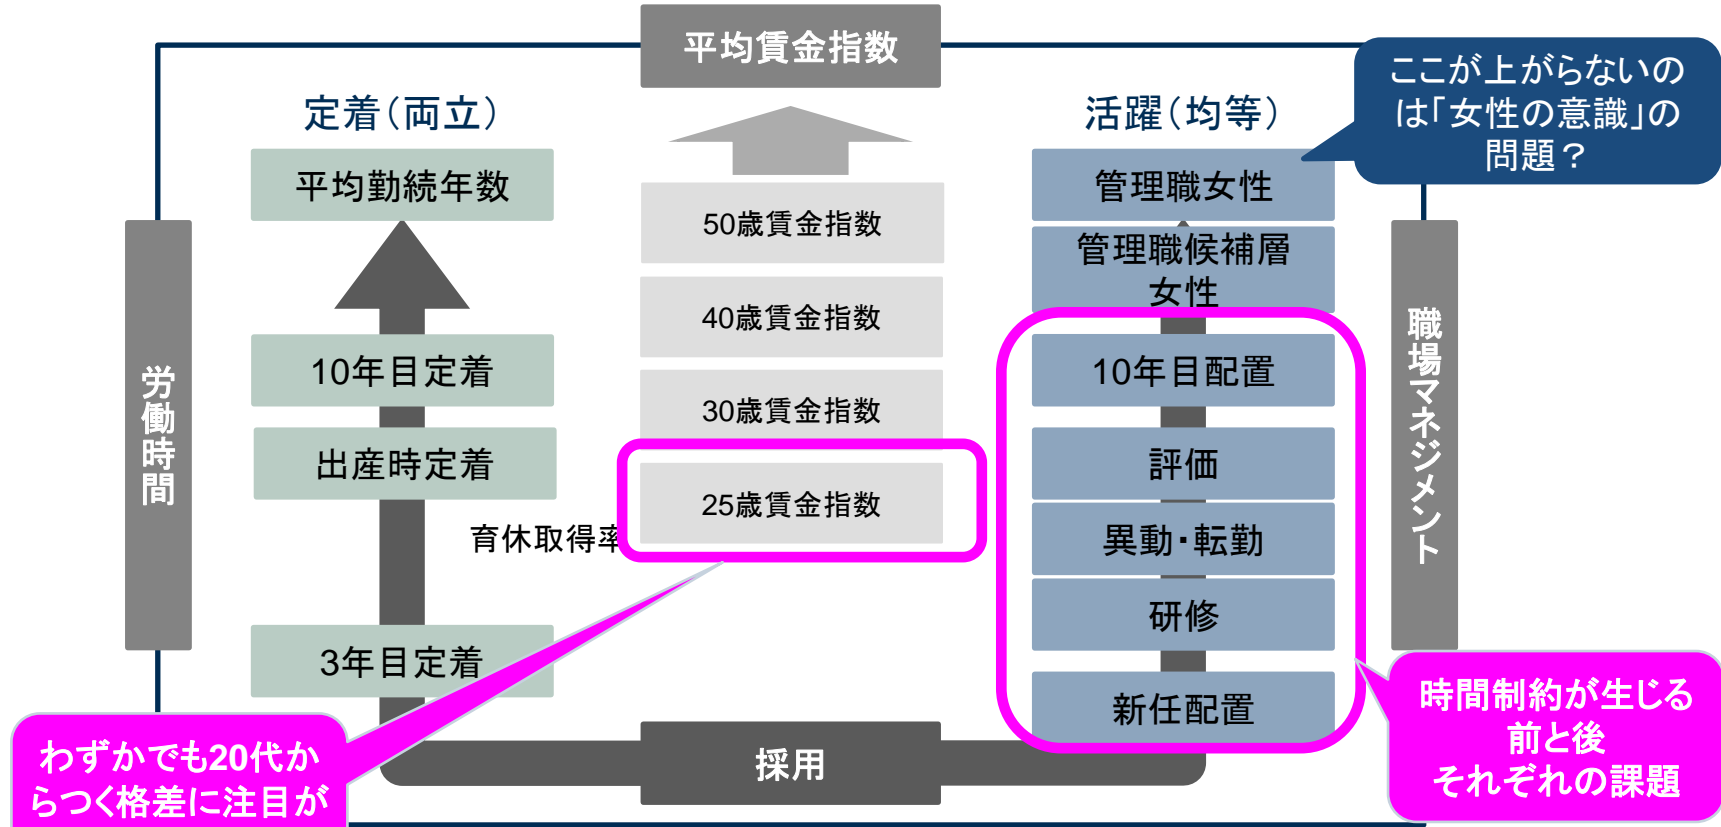 平均賃金指数
定着（両立）
活躍（均等）
ここが上がらないの
は「女性の意識」の
問題？
平均勤続年数
50歳賃金指数
管理職女性
管理職候補層
女性
40歳賃金指数
10年目定着
30歳賃金指数
10年目配置
労働時間
職場マネジメント
出産時定着
25歳賃金指数
評価
育休取得率
異動・転勤
研修
3年目定着
新任配置
採用
わずかでも20代か
らつく格差に注目が
時間制約が生じる
前と後
それぞれの課題